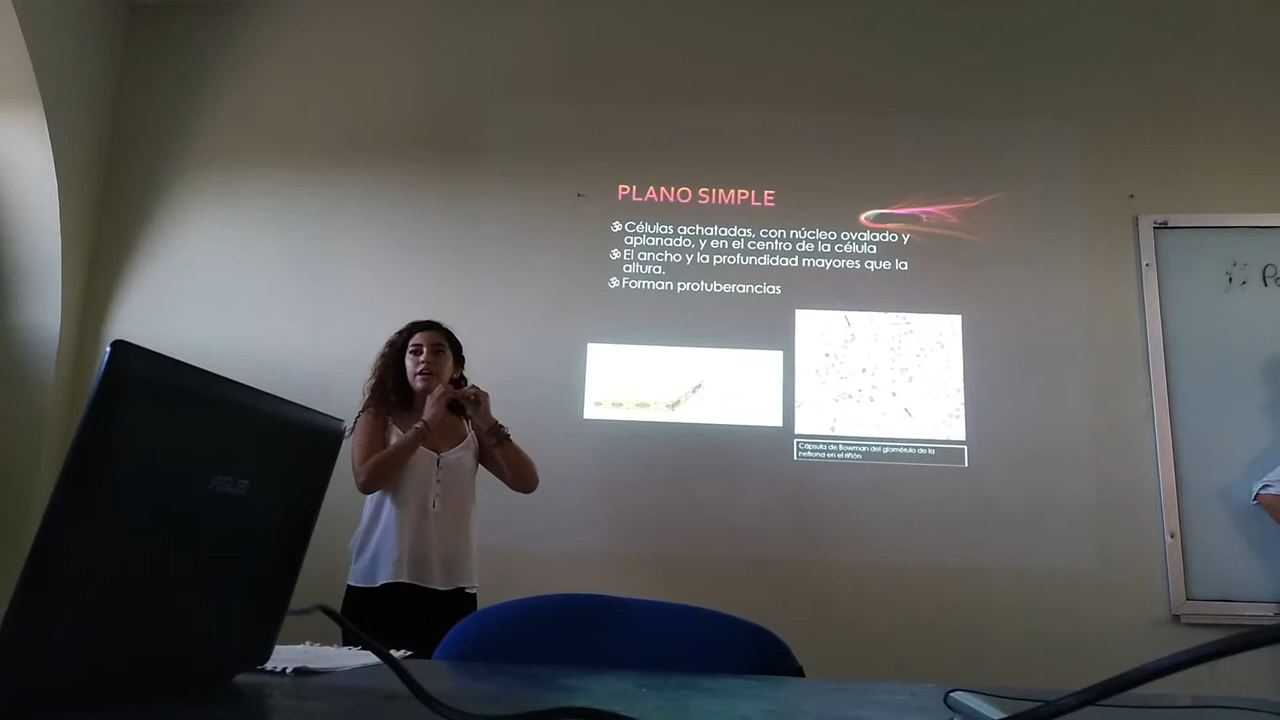 PLANO SIMPLE
Células achatadas, con núcleo ovalado y
aplanado, y en el centro de la célula
El ancho y la profundidad mayores que la
altura.
Forman protuberancias
Cápsula de Bowman del glomérulo de la
nefrona en el riñón
ASUS